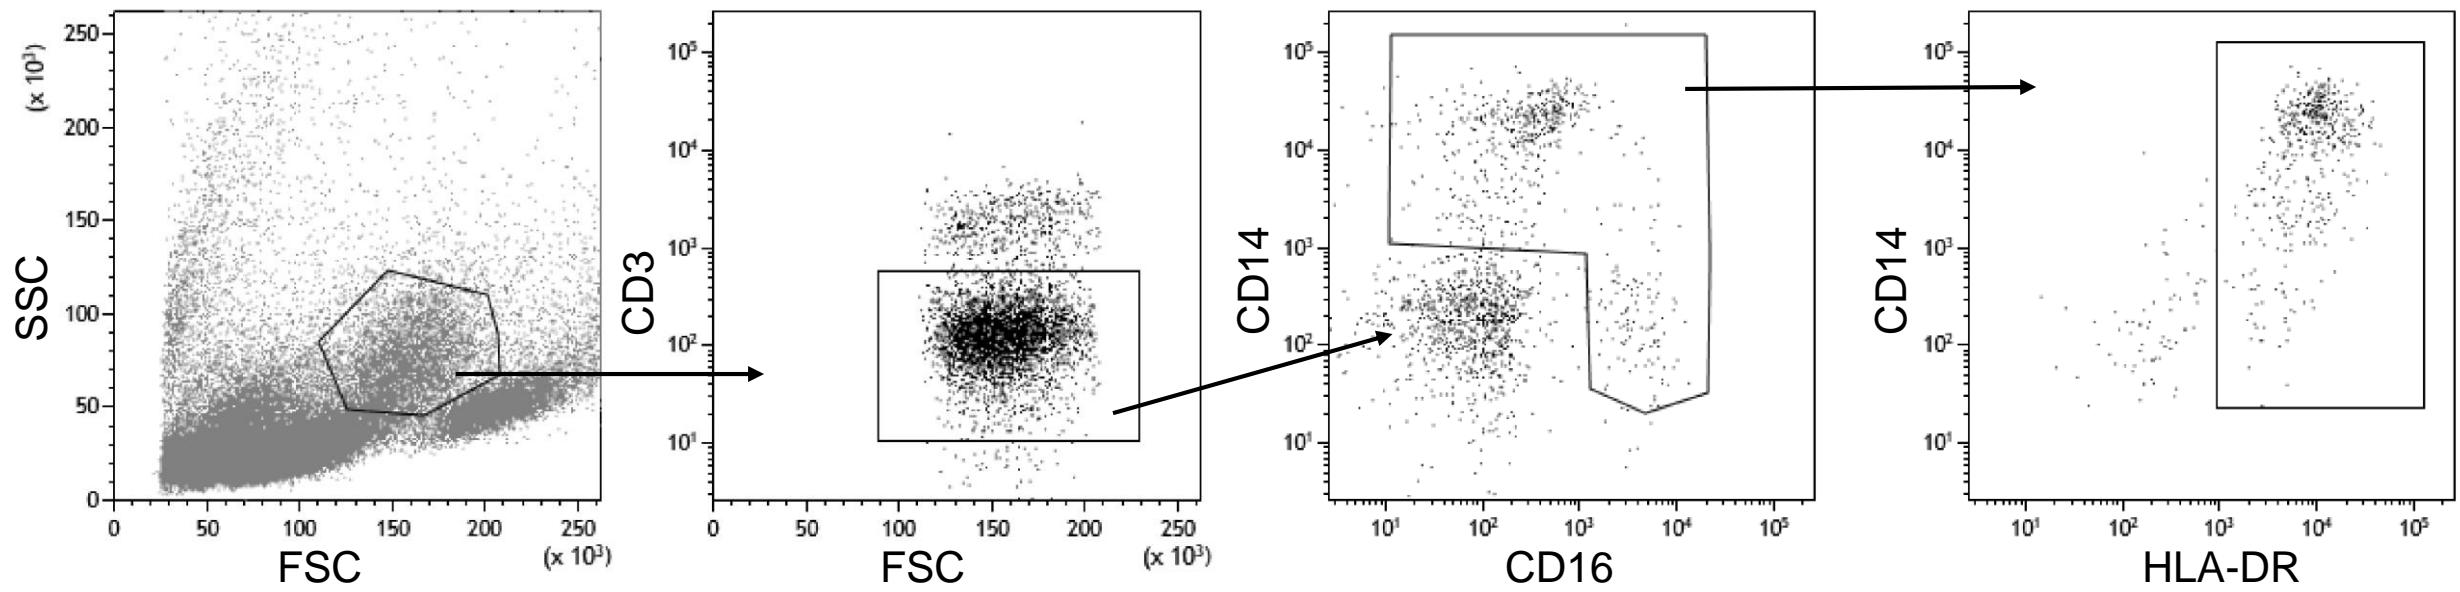 SSC
(x 10³)
250
200
150
100
50
0
0 50 100 150 200 250
FSC
(x 10³)
CD3
10⁵
10⁴
10³
10²
10¹
0 50 100 150 200 250
FSC
(x 10³)
CD14
10⁵
10⁴
10³
10²
10¹
10¹ 10² 10³ 10⁴ 10⁵
CD16
CD14
10⁵
10⁴
10³
10²
10¹
10¹ 10² 10³ 10⁴ 10⁵
HLA-DR